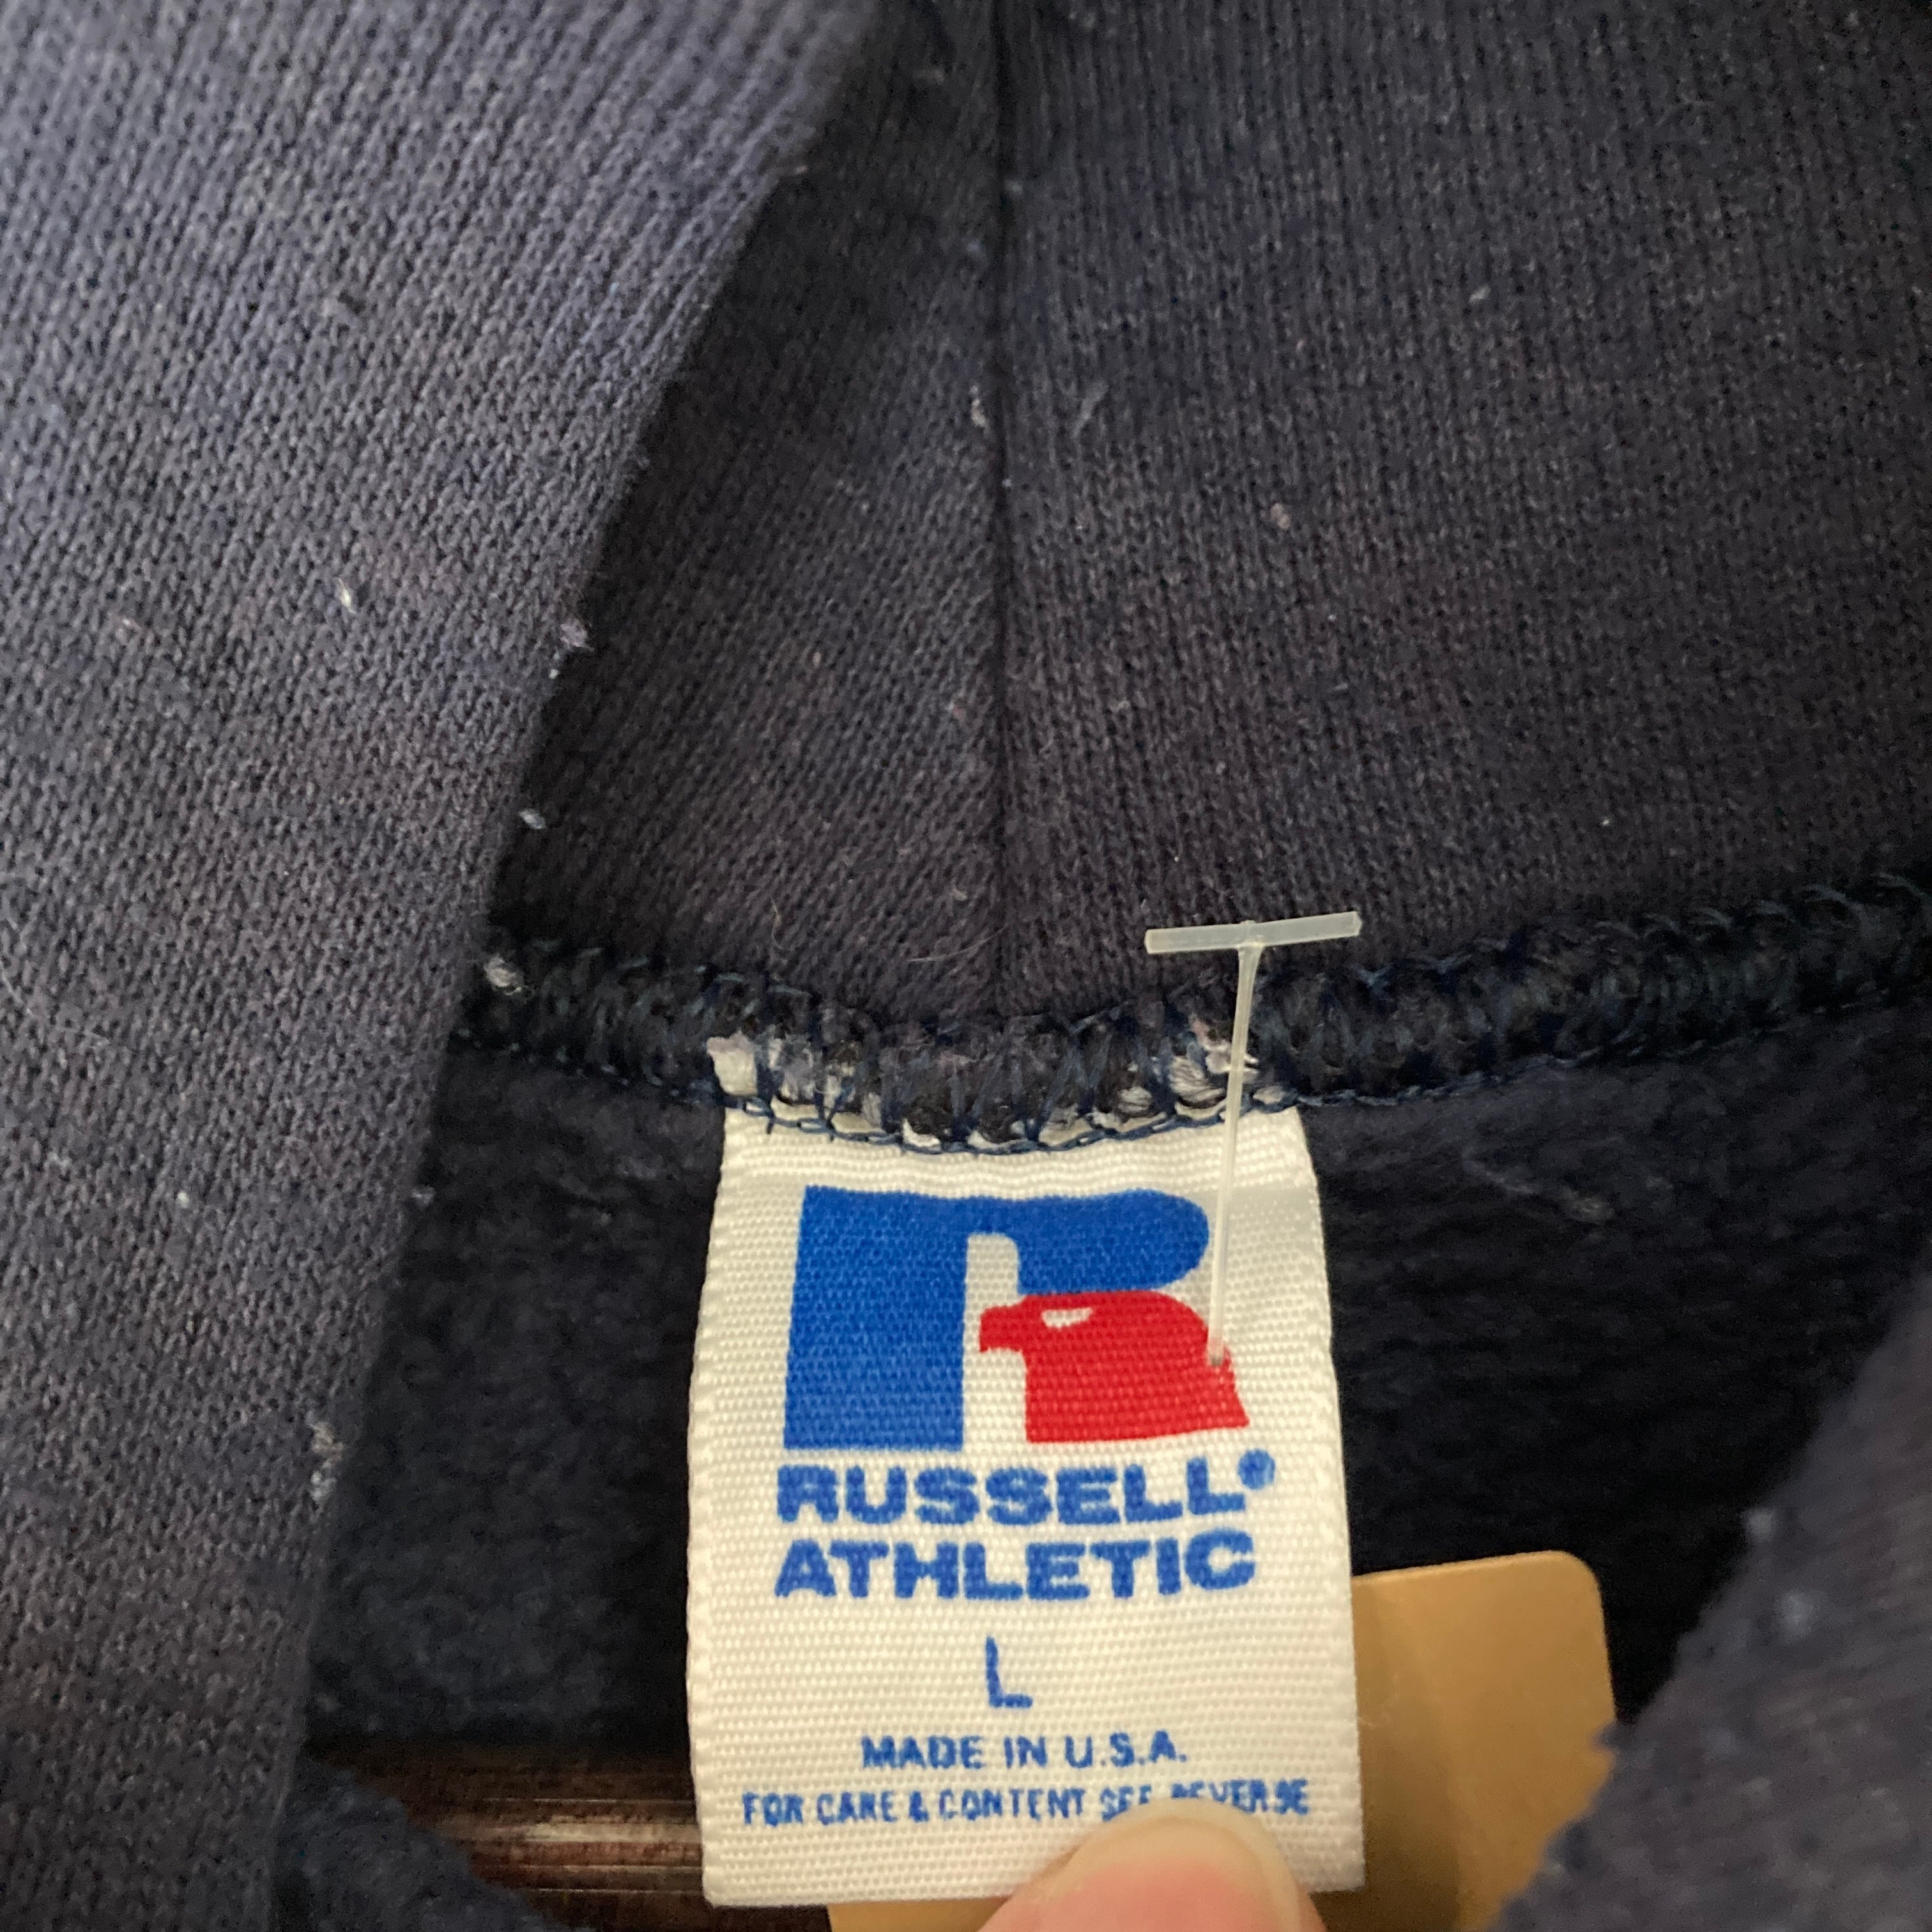 RUSSELL®
ATHLETIC
L
MADE IN U.S.A.
FOR CARE & CONTENT SEE REVERSE